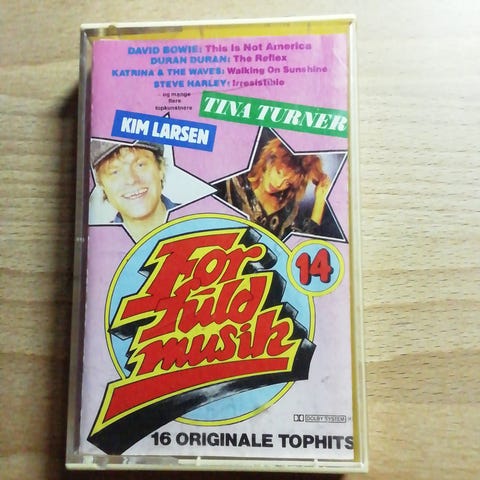 DAVID BOWIE: This Is Not America
DURAN DURAN: The Reflex
KATRINA & THE WAVES: Walking On Sunshine
STEVE HARLEY: Irresistible
og mange
flere
topkunstnere
TINA TURNER
KIM LARSEN
14
For
fuld
musik
DOLBY SYSTEM
16 ORIGINALE TOPHITS